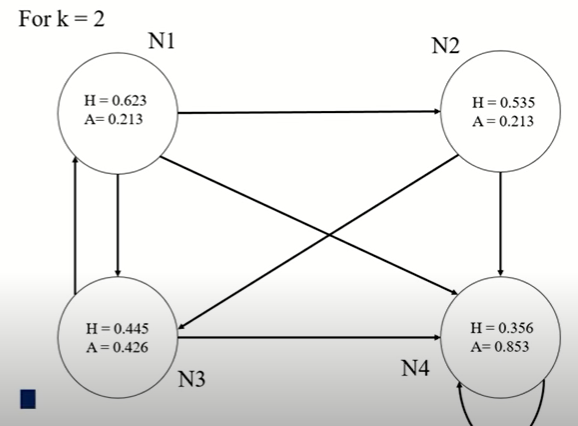 For k = 2
N1
N2
H = 0.623
A= 0.213
H = 0.535
A = 0.213
H = 0.445
A = 0.426
N3
H = 0.356
A= 0.853
N4